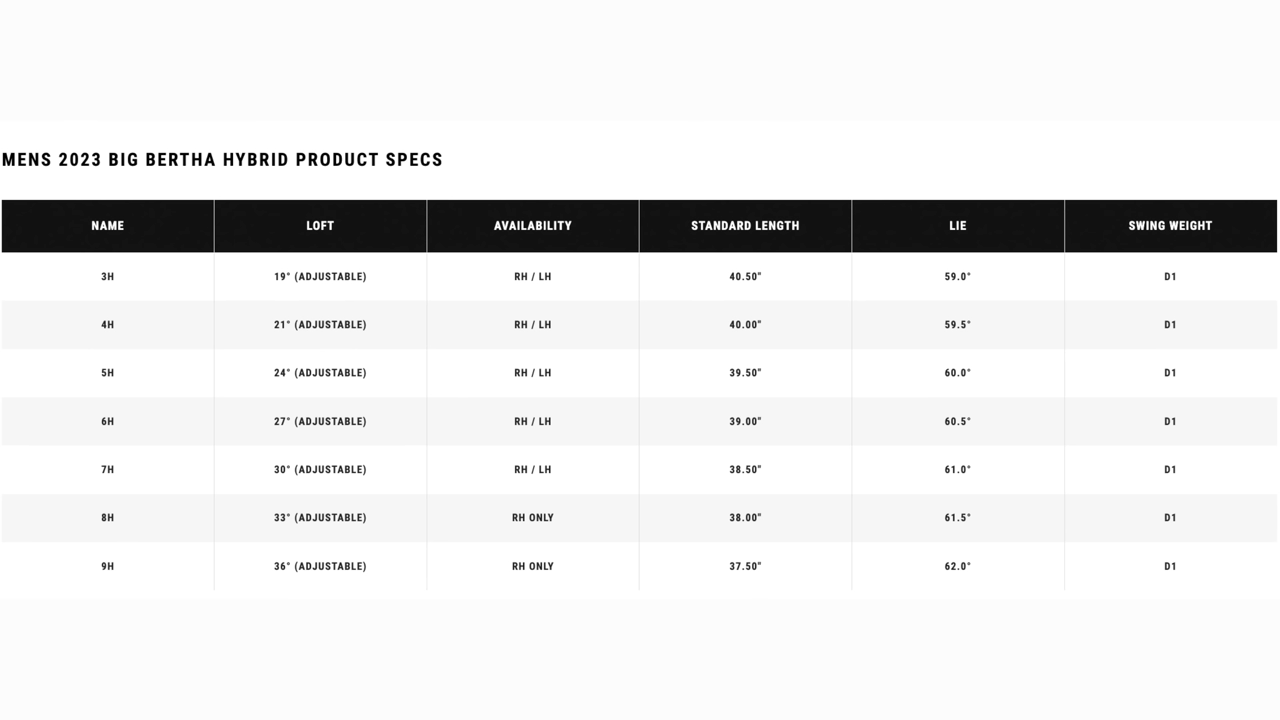 MENS 2023 BIG BERTHA HYBRID PRODUCT SPECS
NAME LOFT AVAILABILITY STANDARD LENGTH LIE SWING WEIGHT
3H 19° (ADJUSTABLE) RH / LH 40.50" 59.0° D1
4H 21° (ADJUSTABLE) RH / LH 40.00" 59.5° D1
5H 24° (ADJUSTABLE) RH / LH 39.50" 60.0° D1
6H 27° (ADJUSTABLE) RH / LH 39.00" 60.5° D1
7H 30° (ADJUSTABLE) RH / LH 38.50" 61.0° D1
8H 33° (ADJUSTABLE) RH ONLY 38.00" 61.5° D1
9H 36° (ADJUSTABLE) RH ONLY 37.50" 62.0° D1